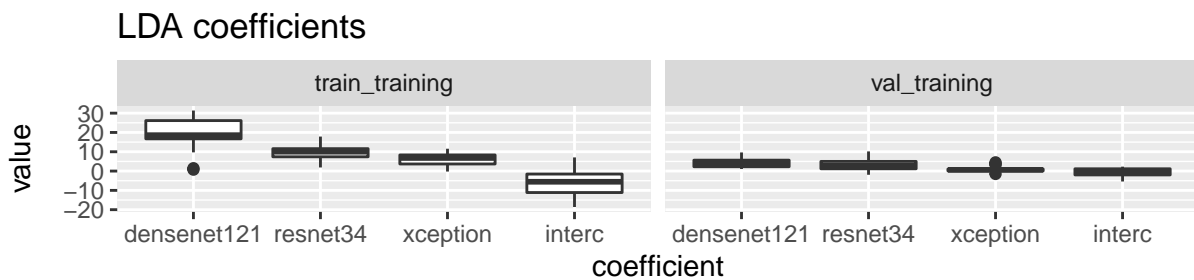 LDA coefficients
train_training val_training
value
30
20
10
0
−10
−20
densenet121 resnet34 xception interc densenet121 resnet34 xception interc
coefficient